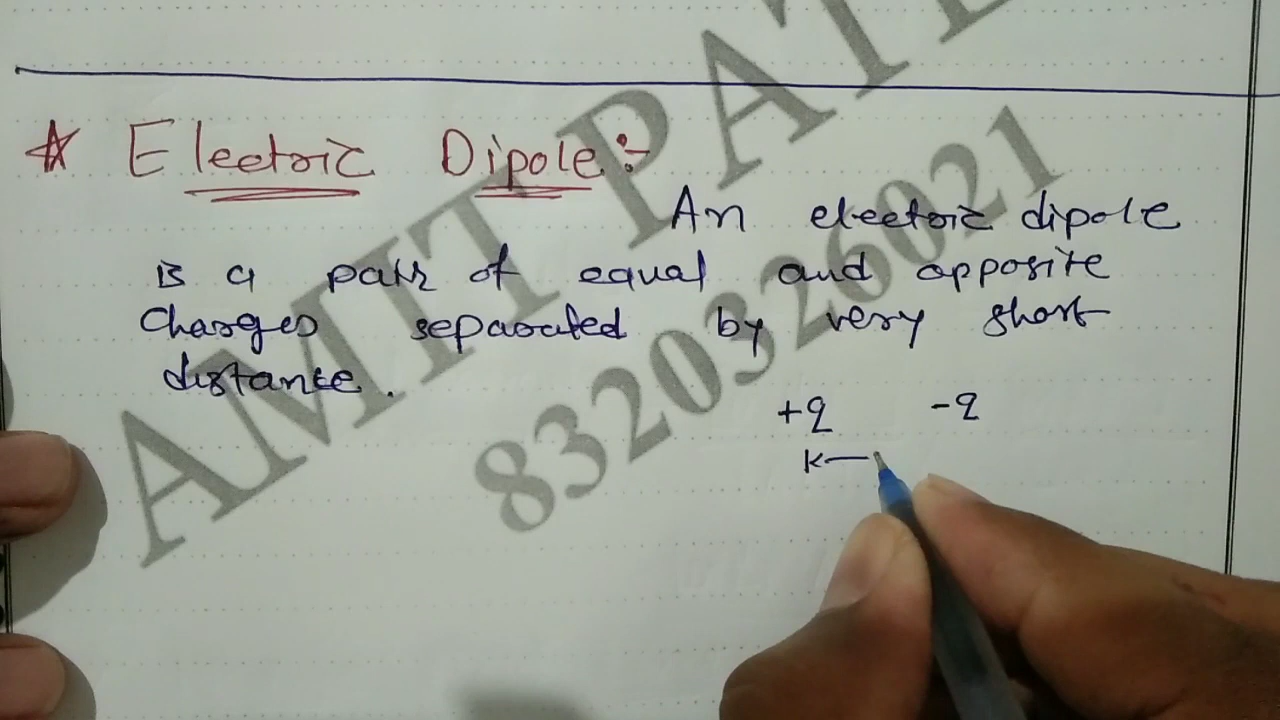 ☆ Electric Dipole :-
An electric dipole
is a pair of equal and opposite
Charges separated by very short
distance.
+q -q
AMIT PATE
8320326021